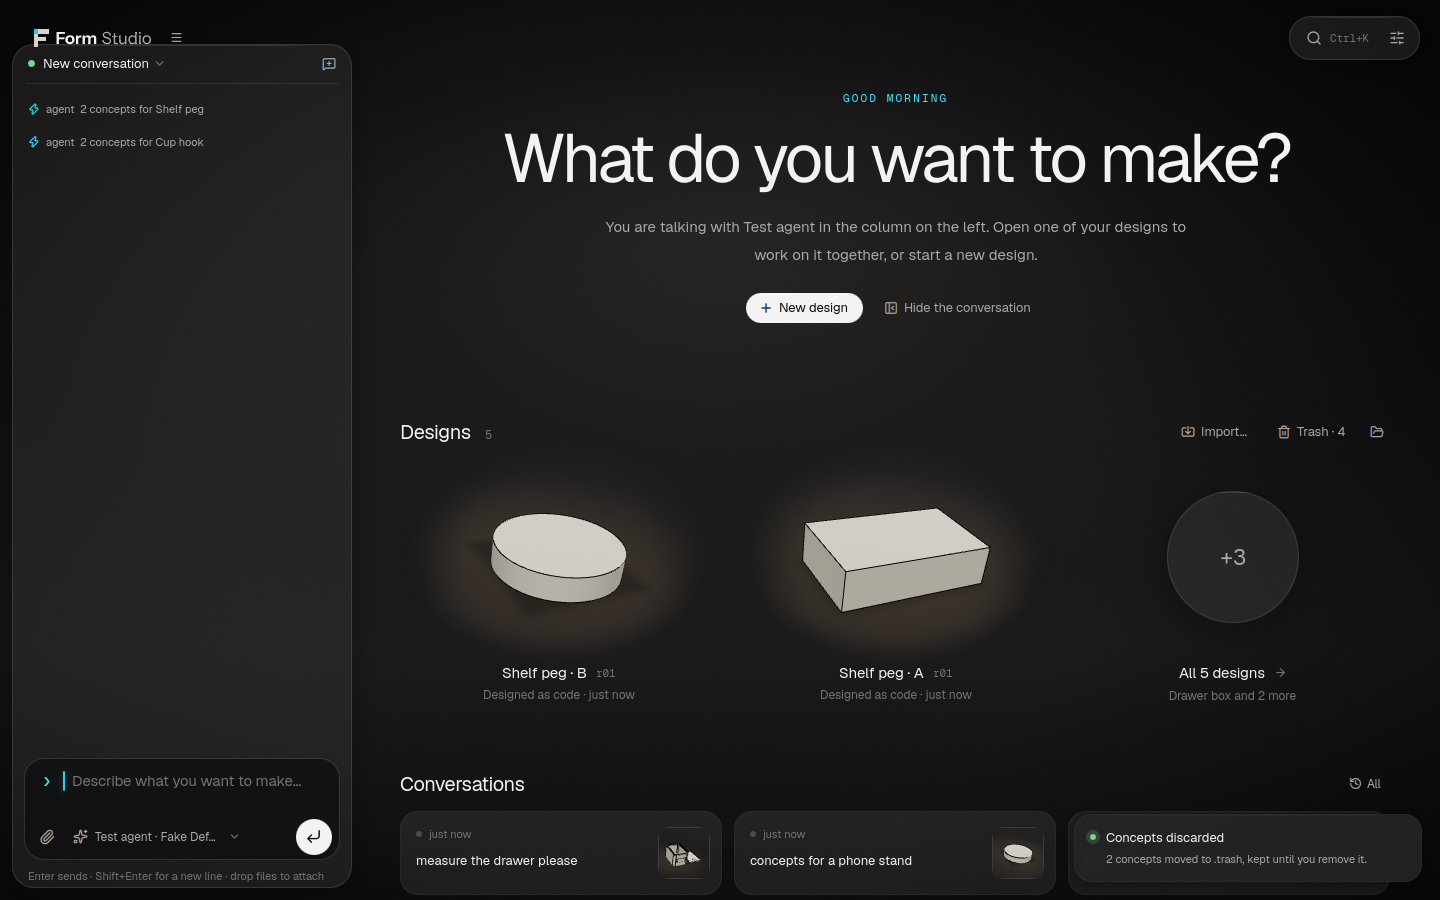 Form Studio
Ctrl+K
New conversation
agent 2 concepts for Shelf peg
agent 2 concepts for Cup hook
GOOD MORNING
What do you want to make?
You are talking with Test agent in the column on the left. Open one of your designs to
work on it together, or start a new design.
New design
Hide the conversation
Designs 5
Import...
Trash · 4
+3
Shelf peg · B r01
Designed as code · just now
Shelf peg · A r01
Designed as code · just now
All 5 designs
Drawer box and 2 more
Conversations
All
just now
measure the drawer please
just now
concepts for a phone stand
Concepts discarded
2 concepts moved to .trash, kept until you remove it.
Describe what you want to make...
Test agent · Fake Def...
Enter sends · Shift+Enter for a new line · drop files to attach